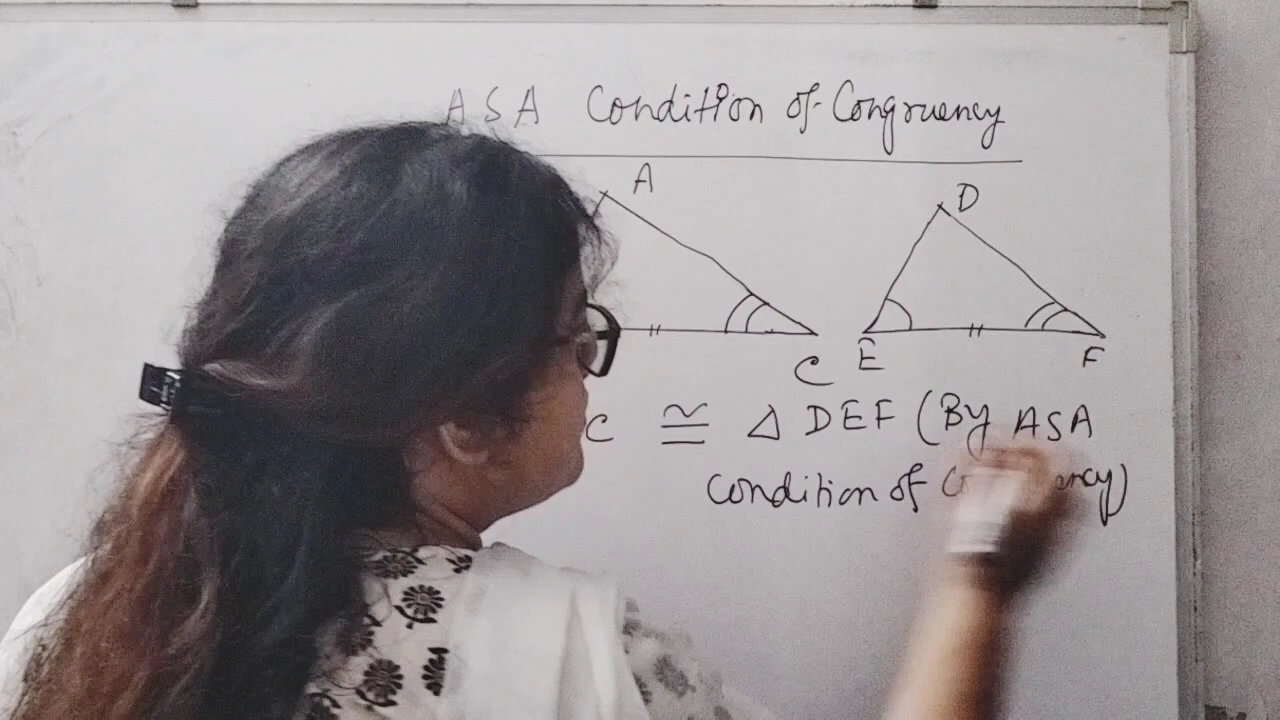 ASA Condition of Congruency
A D
C E F
C ≅ △ DEF (By ASA
condition of